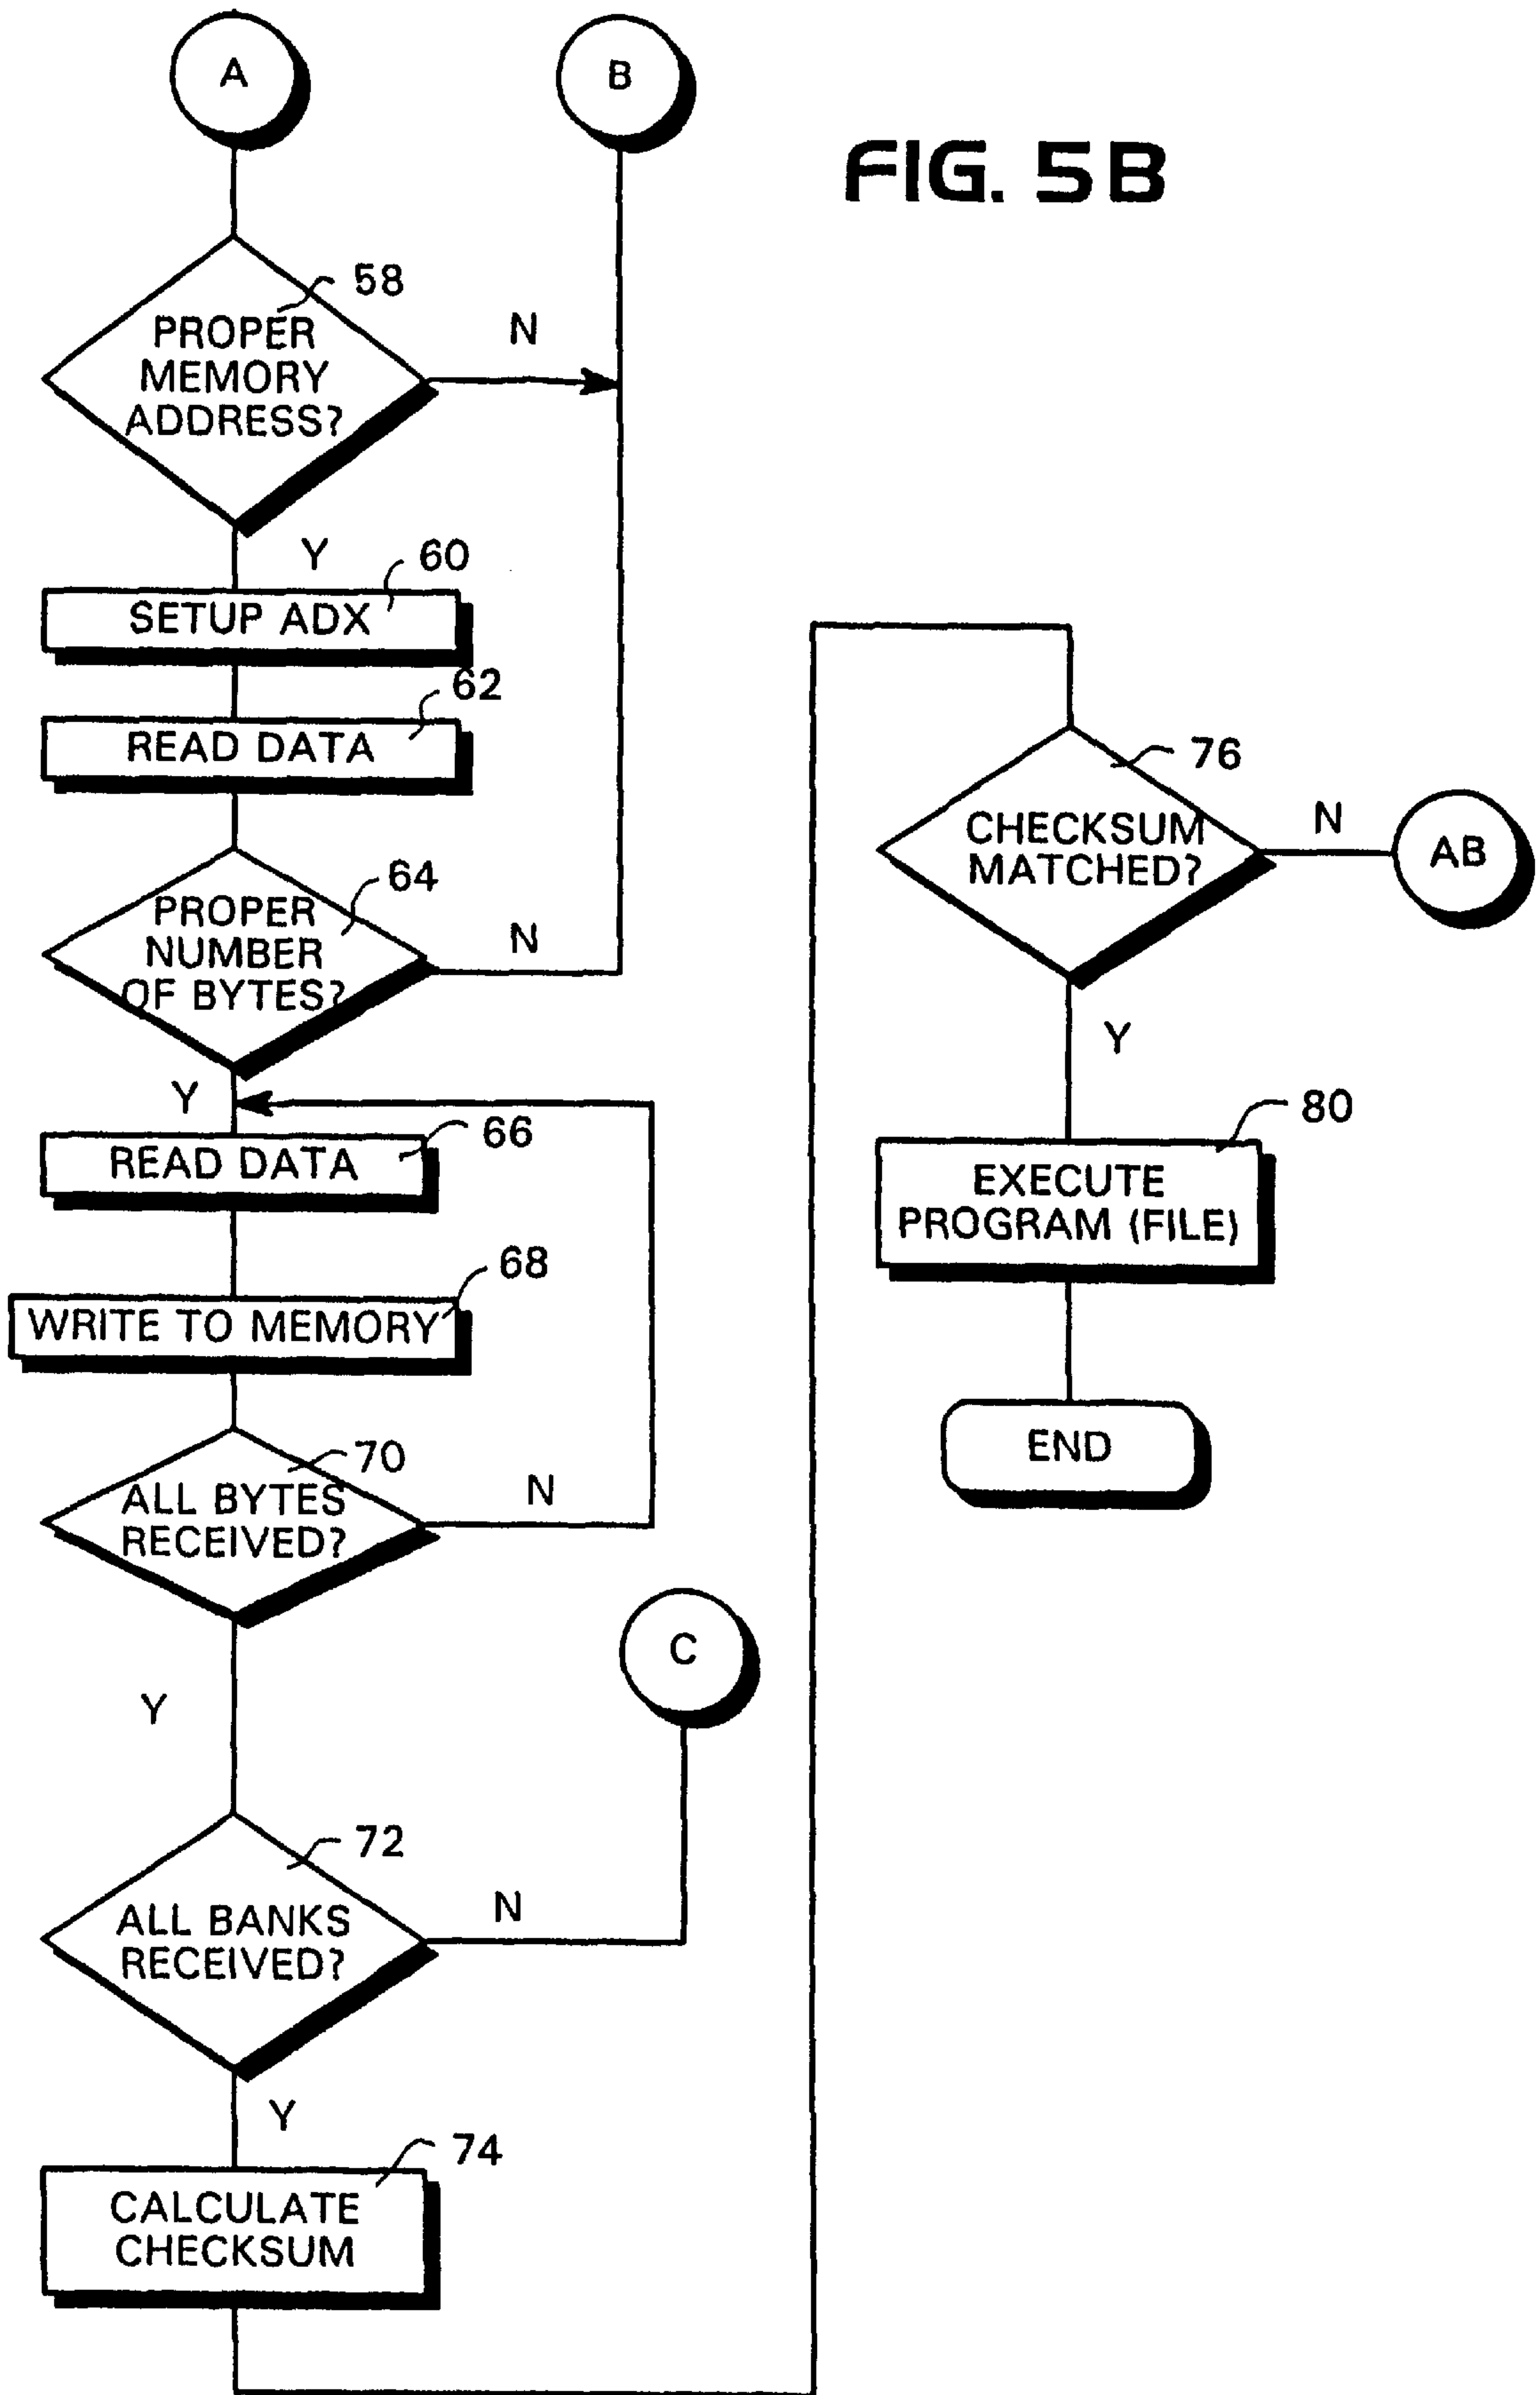 A
B
FIG. 5B
58
PROPER
MEMORY
ADDRESS?
N
Y
60
SETUP ADX
62
READ DATA
64
PROPER
NUMBER
OF BYTES?
N
Y
66
READ DATA
68
WRITE TO MEMORY
70
ALL BYTES
RECEIVED?
N
Y
C
72
ALL BANKS
RECEIVED?
N
Y
74
CALCULATE
CHECKSUM
76
CHECKSUM
MATCHED?
N
AB
Y
80
EXECUTE
PROGRAM (FILE)
END